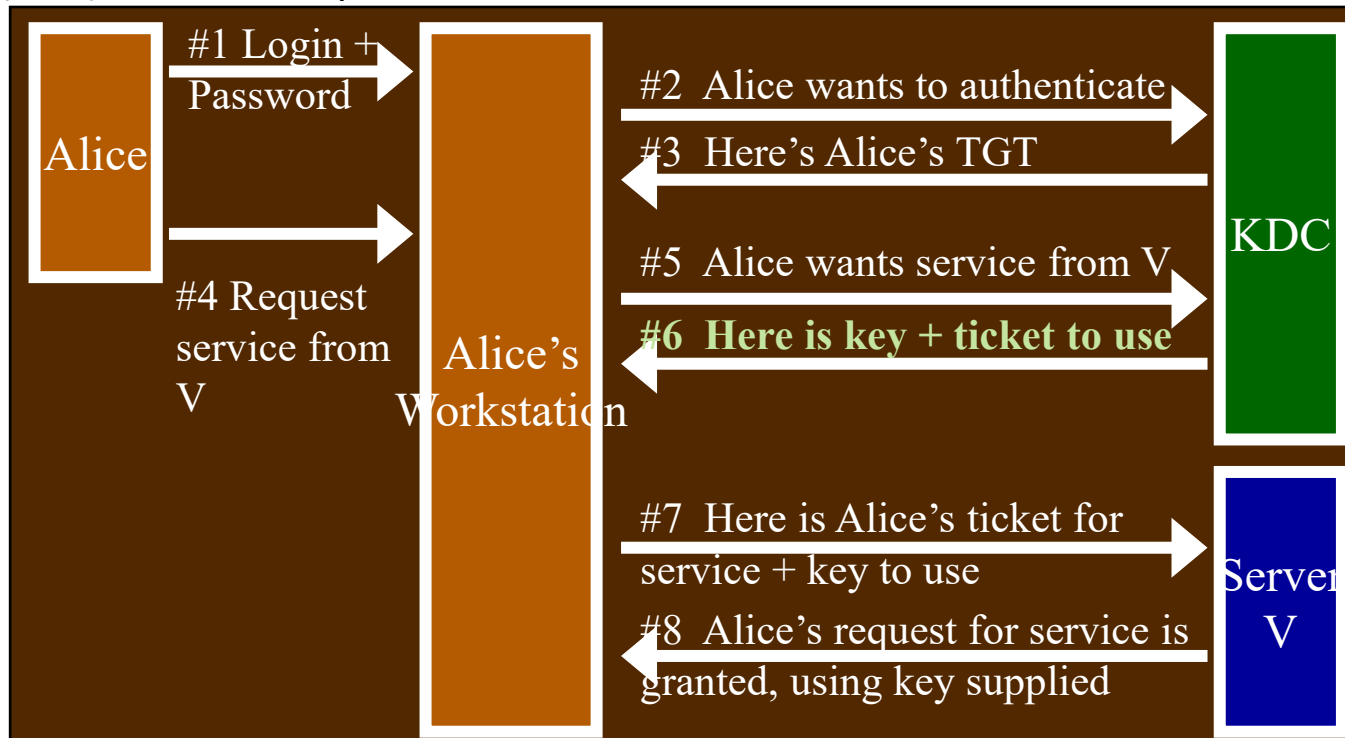 #1 Login +
Password
Alice
#2 Alice wants to authenticate
#3 Here's Alice's TGT
KDC
#4 Request
service from
V
#5 Alice wants service from V
#6 Here is key + ticket to use
Alice's
Workstation
#7 Here is Alice's ticket for
service + key to use
Server
V
#8 Alice's request for service is
granted, using key supplied